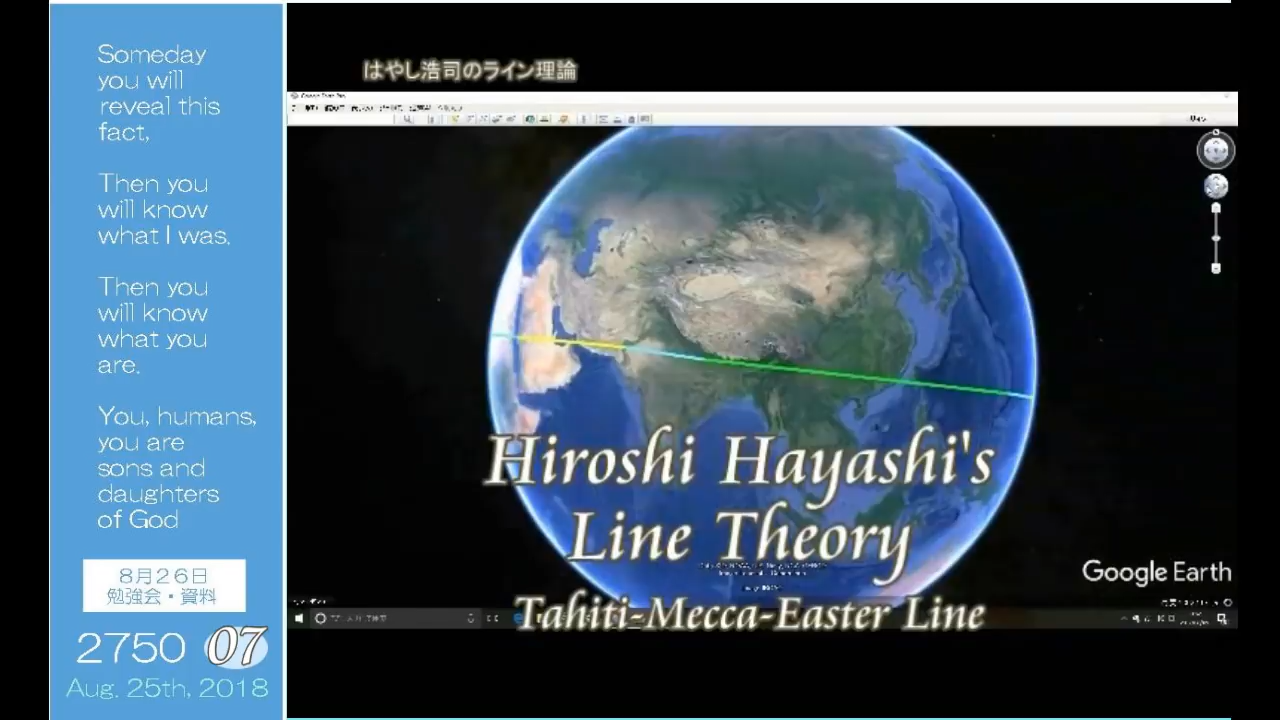 Someday
you will
reveal this
fact,
Then you
will know
what I was.
Then you
will know
what you
are.
You, humans,
you are
sons and
daughters
of God
8月26日
勉強会・資料
2750 07
Aug. 25th, 2018
はやし浩司のライン理論
Google Earth Pro
Hiroshi Hayashi's
Line Theory
Google Earth
Tahiti-Mecca-Easter Line